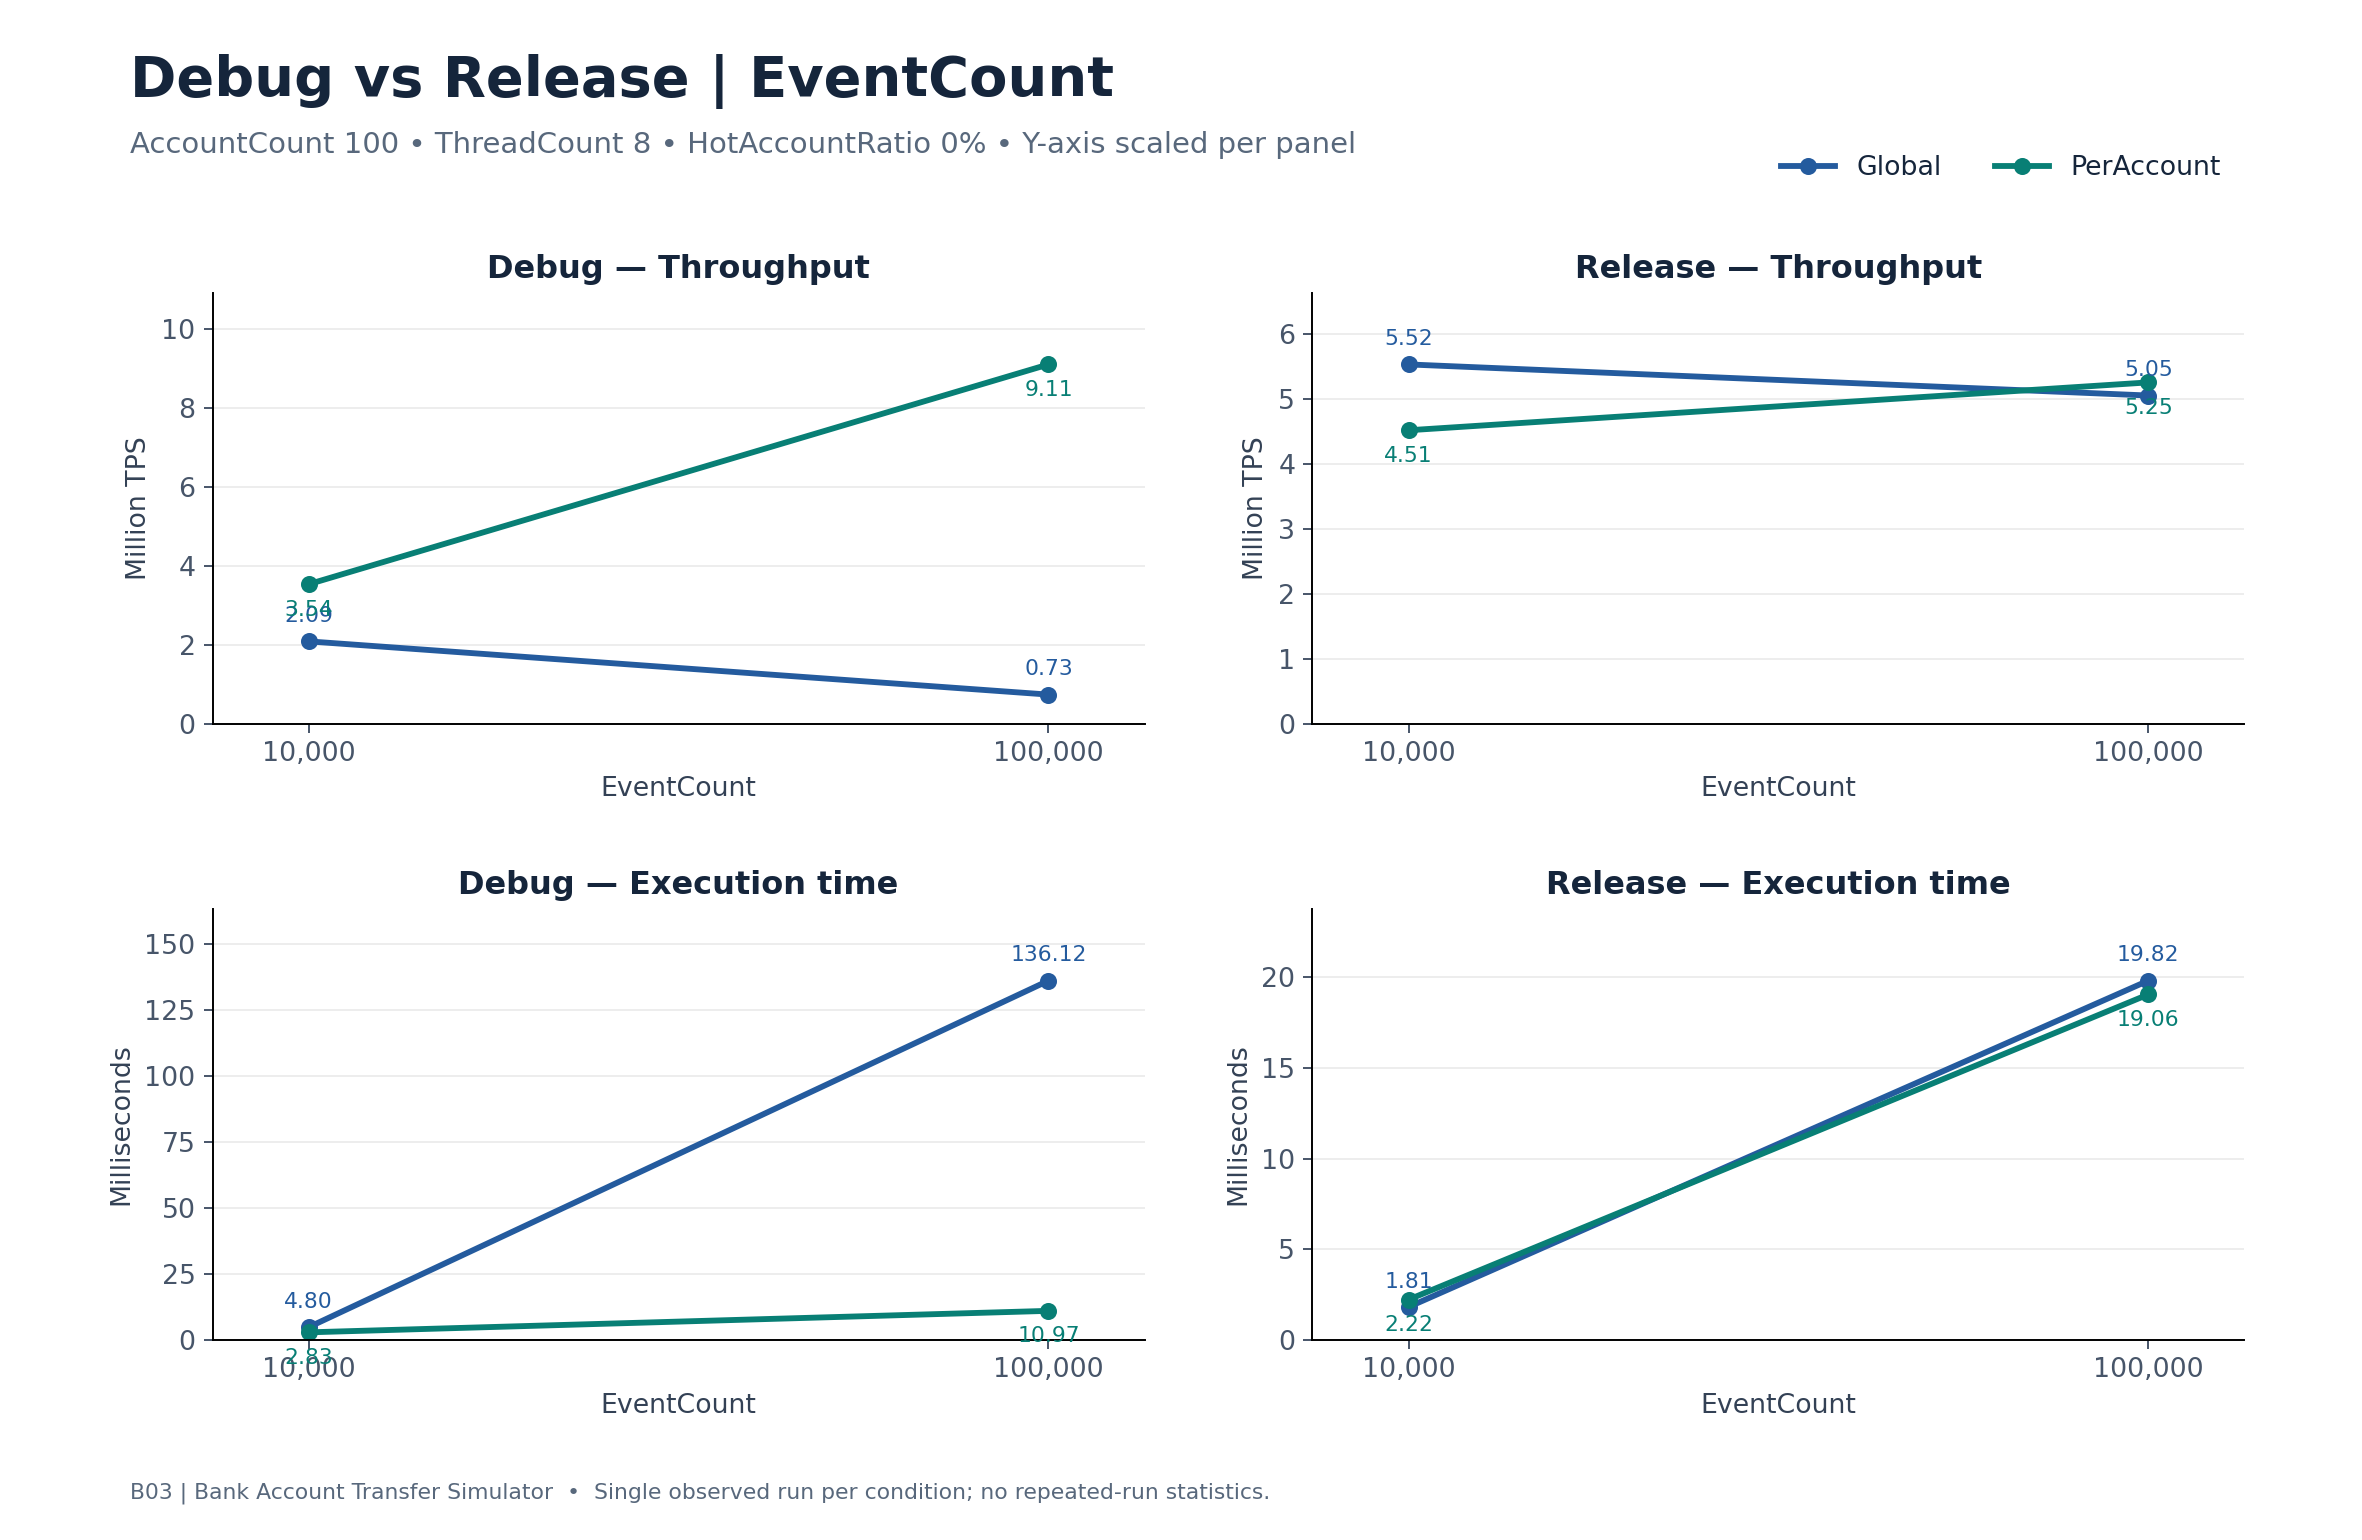 Debug vs Release | EventCount
AccountCount 100 • ThreadCount 8 • HotAccountRatio 0% • Y-axis scaled per panel
Global
PerAccount
Debug — Throughput
Million TPS
10
8
6
4
2
0
9.11
3.54
2.09
0.73
10,000
100,000
EventCount
Release — Throughput
Million TPS
6
5
4
3
2
1
0
5.52
5.05
5.25
4.51
10,000
100,000
EventCount
Debug — Execution time
Milliseconds
150
125
100
75
50
25
0
136.12
4.80
10.97
2.83
10,000
100,000
EventCount
Release — Execution time
Milliseconds
20
15
10
5
0
19.82
19.06
1.81
2.22
10,000
100,000
EventCount
B03 | Bank Account Transfer Simulator • Single observed run per condition; no repeated-run statistics.